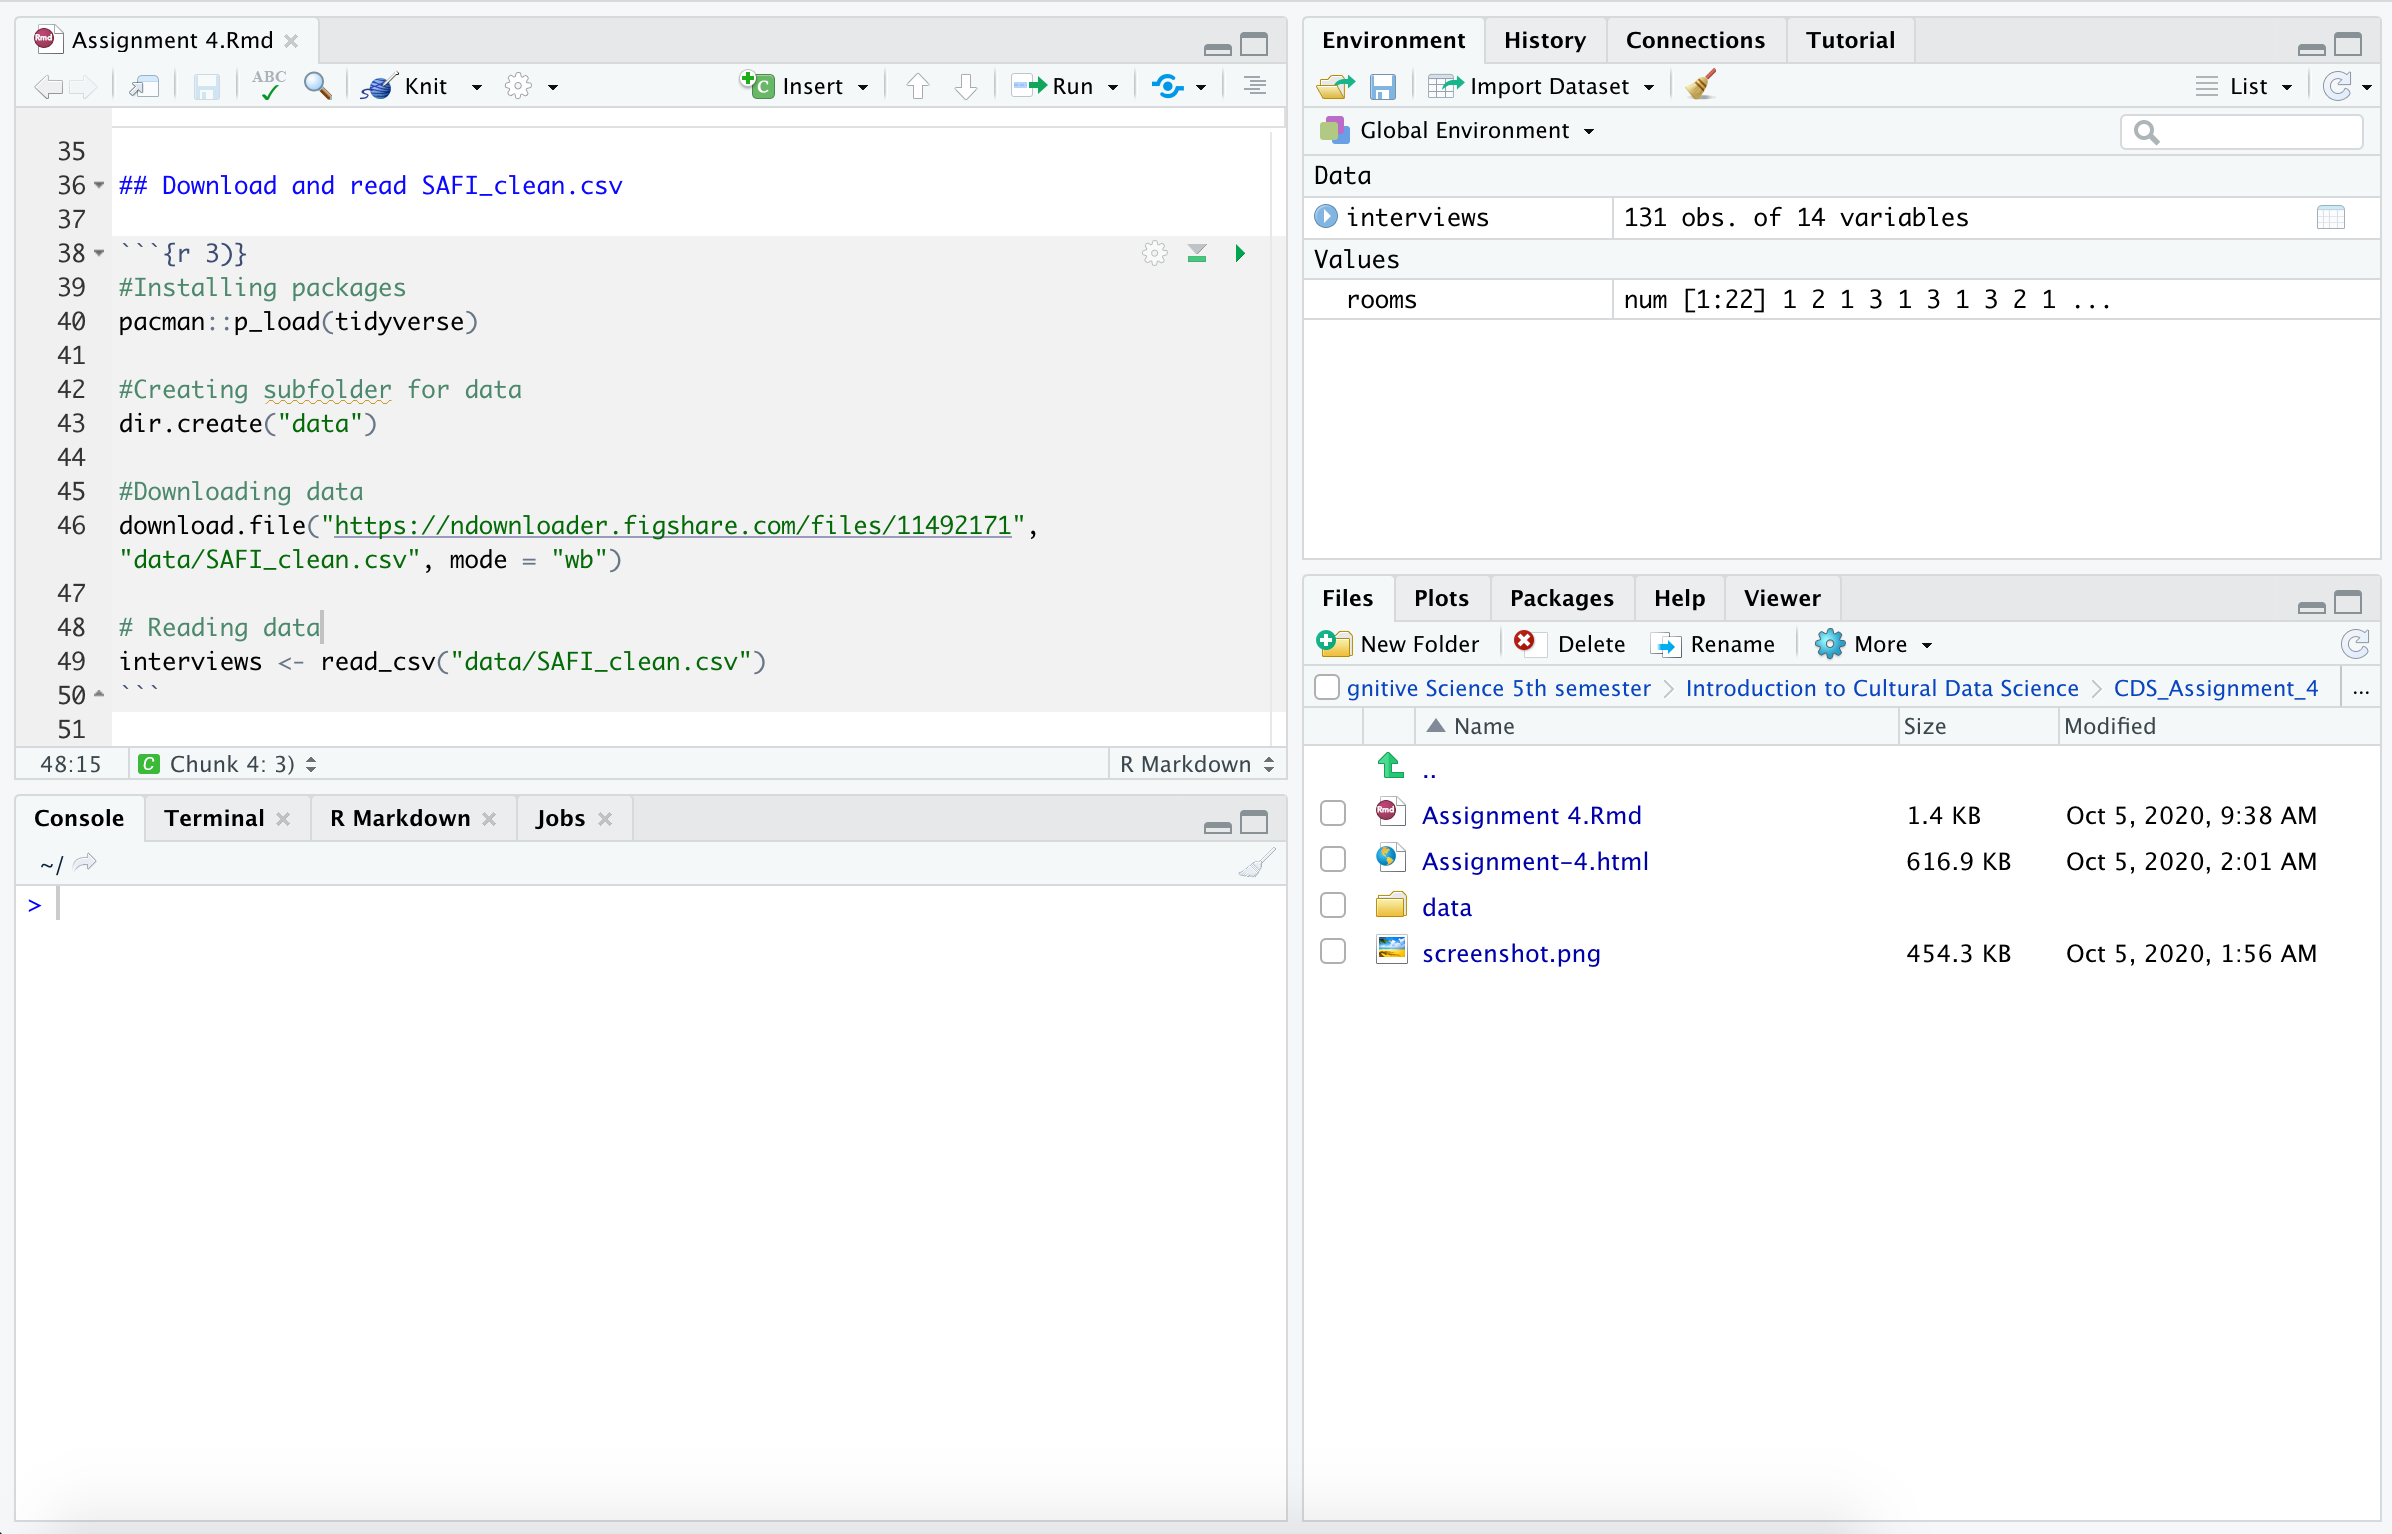 Assignment 4.Rmd
ABC
Knit
Insert
Run
35
36 ## Download and read SAFI_clean.csv
37
38 ```{r 3)}
39 #Installing packages
40 pacman::p_load(tidyverse)
41
42 #Creating subfolder for data
43 dir.create("data")
44
45 #Downloading data
46 download.file("https://ndownloader.figshare.com/files/11492171",
"data/SAFI_clean.csv", mode = "wb")
47
48 # Reading data
49 interviews <- read_csv("data/SAFI_clean.csv")
50 ```
51
48:15 C Chunk 4: 3) R Markdown
Console Terminal R Markdown Jobs
~/
>
Environment History Connections Tutorial
Import Dataset List
Global Environment
Data
interviews 131 obs. of 14 variables
Values
rooms num [1:22] 1 2 1 3 1 3 1 3 2 1 ...
Files Plots Packages Help Viewer
New Folder Delete Rename More
gnitive Science 5th semester > Introduction to Cultural Data Science > CDS_Assignment_4 ...
Name Size Modified
..
Rmd Assignment 4.Rmd 1.4 KB Oct 5, 2020, 9:38 AM
Assignment-4.html 616.9 KB Oct 5, 2020, 2:01 AM
data
screenshot.png 454.3 KB Oct 5, 2020, 1:56 AM